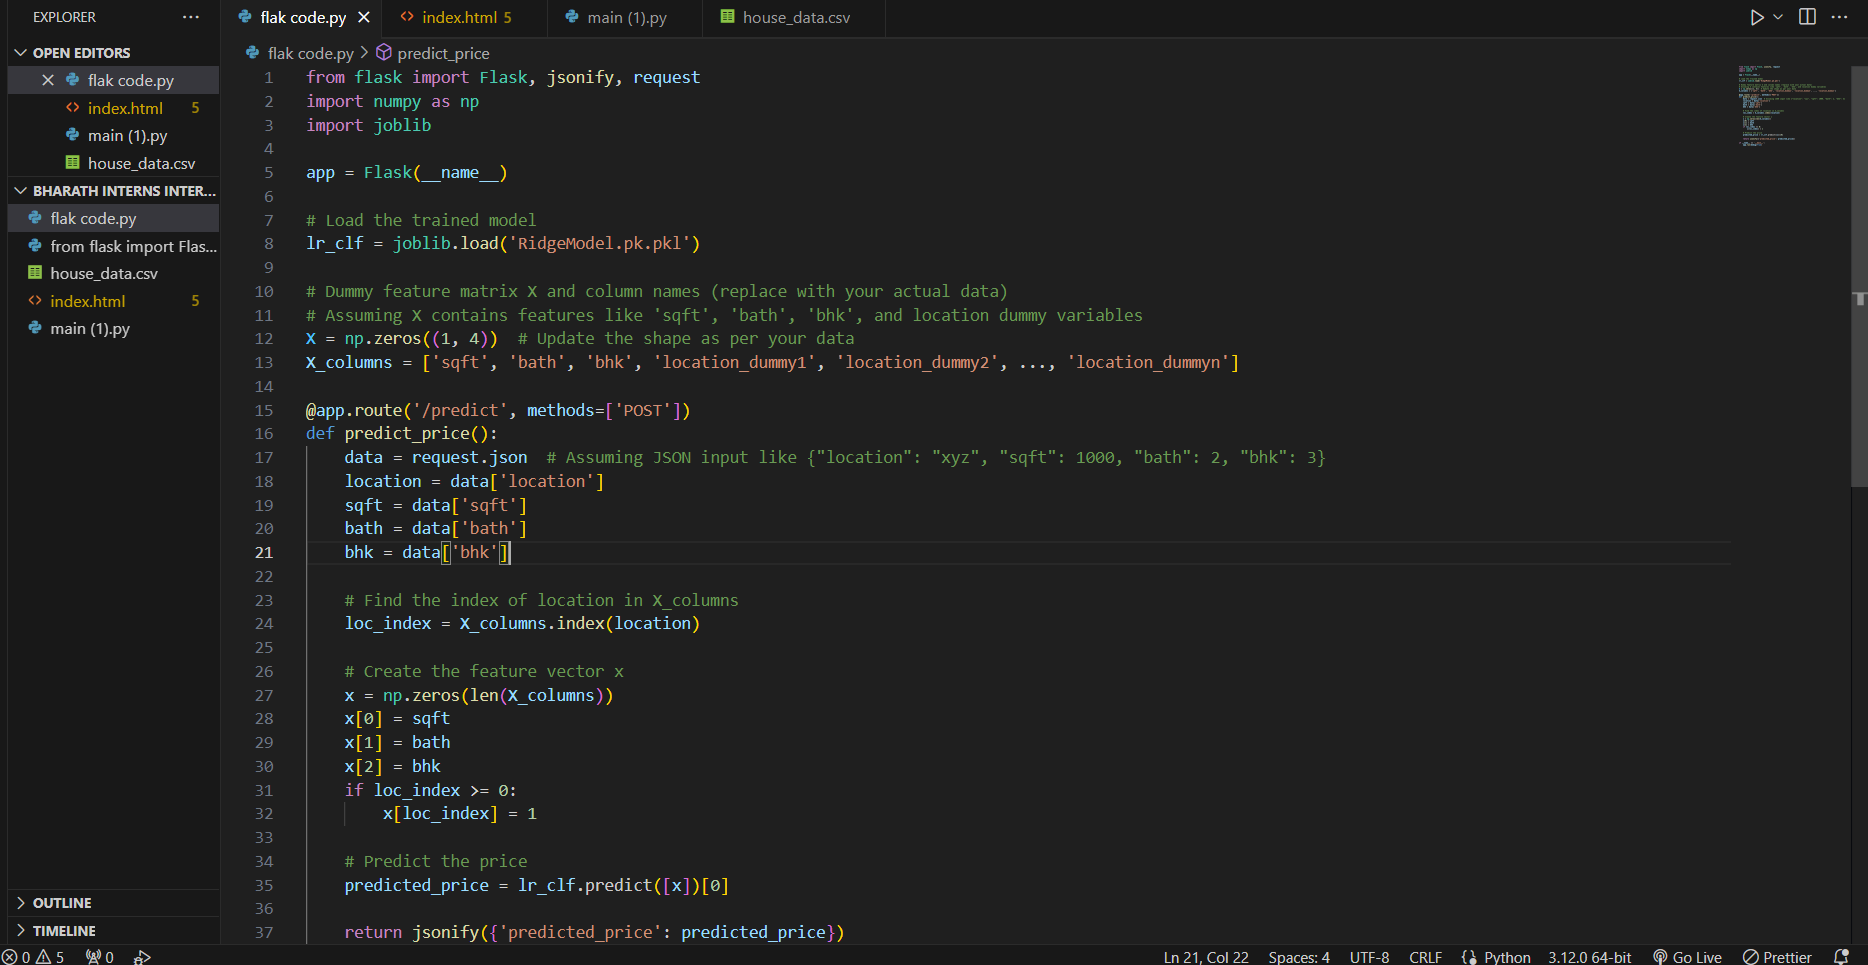 EXPLORER
OPEN EDITORS
flak code.py
index.html 5
main (1).py
house_data.csv
BHARATH INTERNS INTER...
flak code.py
from flask import Flas...
house_data.csv
index.html 5
main (1).py
OUTLINE
TIMELINE
flak code.py
index.html 5
main (1).py
house_data.csv
flak code.py > predict_price
1 from flask import Flask, jsonify, request
2 import numpy as np
3 import joblib
4
5 app = Flask(__name__)
6
7 # Load the trained model
8 lr_clf = joblib.load('RidgeModel.pk.pkl')
9
10 # Dummy feature matrix X and column names (replace with your actual data)
11 # Assuming X contains features like 'sqft', 'bath', 'bhk', and location dummy variables
12 X = np.zeros((1, 4))  # Update the shape as per your data
13 X_columns = ['sqft', 'bath', 'bhk', 'location_dummy1', 'location_dummy2', ..., 'location_dummyn']
14
15 @app.route('/predict', methods=['POST'])
16 def predict_price():
17     data = request.json  # Assuming JSON input like {"location": "xyz", "sqft": 1000, "bath": 2, "bhk": 3}
18     location = data['location']
19     sqft = data['sqft']
20     bath = data['bath']
21     bhk = data['bhk']
22
23     # Find the index of location in X_columns
24     loc_index = X_columns.index(location)
25
26     # Create the feature vector x
27     x = np.zeros(len(X_columns))
28     x[0] = sqft
29     x[1] = bath
30     x[2] = bhk
31     if loc_index >= 0:
32         x[loc_index] = 1
33
34     # Predict the price
35     predicted_price = lr_clf.predict([x])[0]
36
37     return jsonify({'predicted_price': predicted_price})
0 5 0 Ln 21, Col 22 Spaces: 4 UTF-8 CRLF Python 3.12.0 64-bit Go Live Prettier